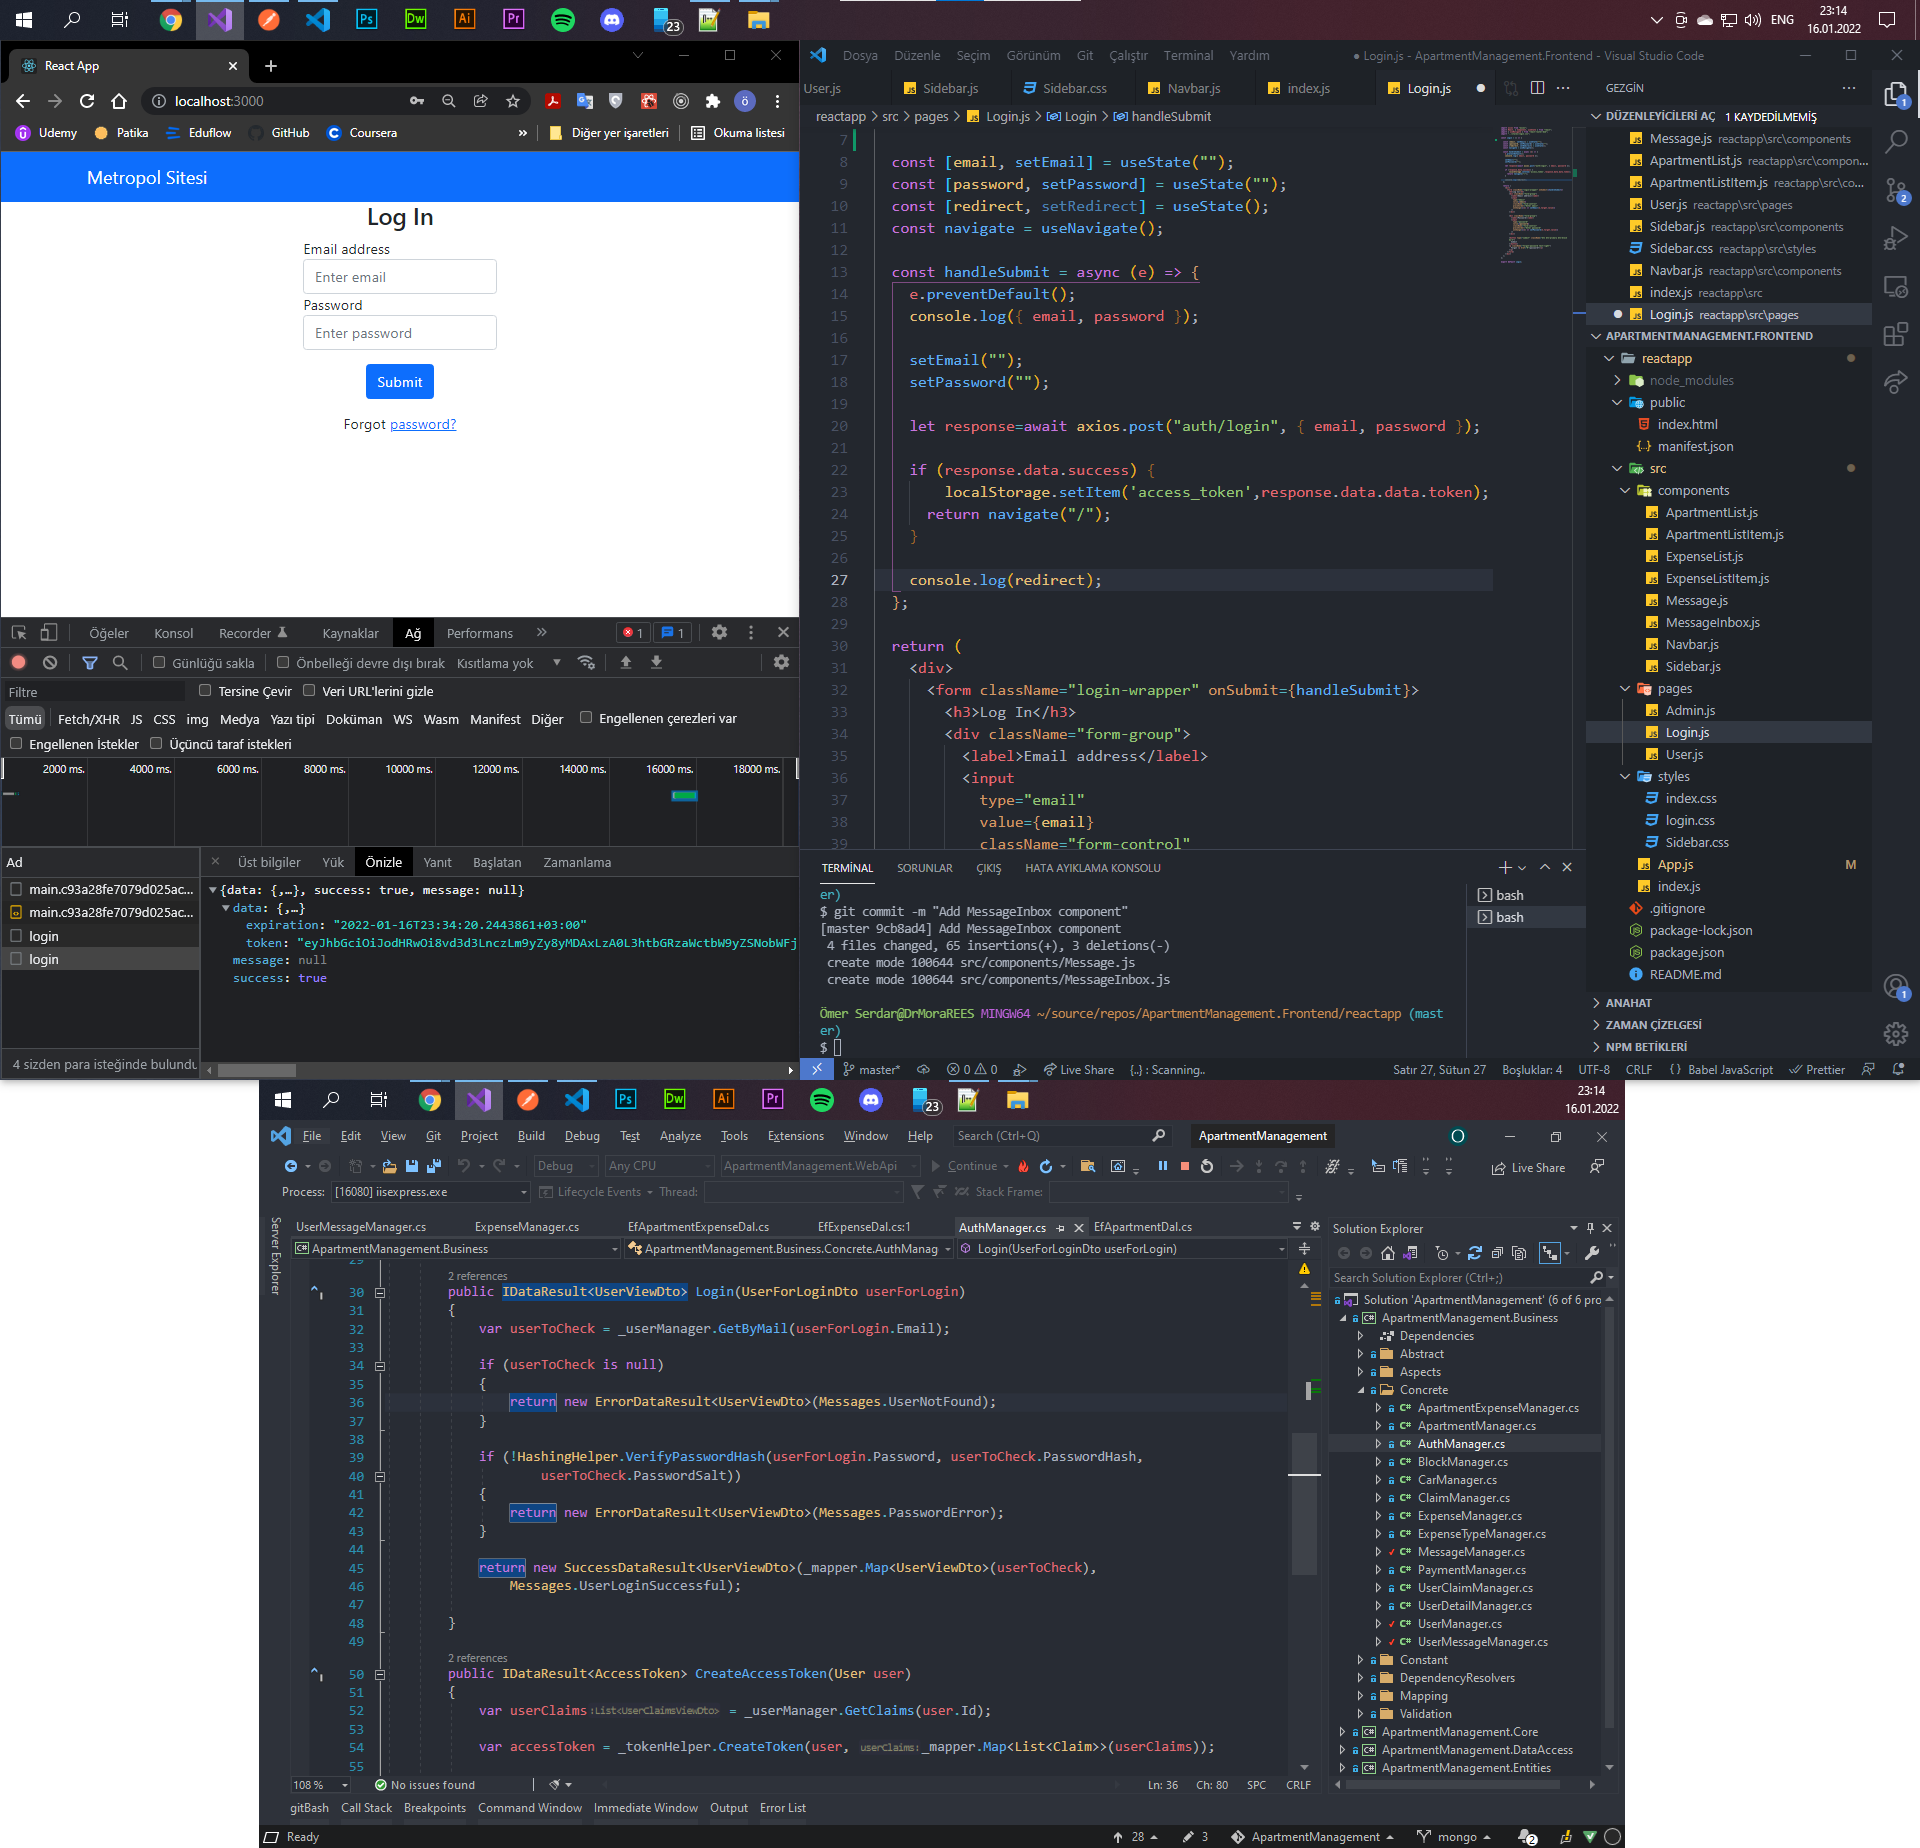 23
ENG
23:14
16.01.2022
React App
localhost:3000
Udemy
Patika
Eduflow
GitHub
Coursera
»
Diğer yer işaretleri
Okuma listesi
Metropol Sitesi
Log In
Email address
Enter email
Password
Enter password
Submit
Forgot password?
Öğeler Konsol Recorder Kaynaklar Ağ Performans » 1 1
Günlüğü sakla Önbelleği devre dışı bırak Kısıtlama yok
Filtre Tersine Çevir Veri URL'lerini gizle
Tümü Fetch/XHR JS CSS img Medya Yazı tipi Doküman WS Wasm Manifest Diğer Engellenen çerezleri var
Engellenen İstekler Üçüncü taraf istekleri
2000 ms. 4000 ms. 6000 ms. 8000 ms. 10000 ms. 12000 ms. 14000 ms. 16000 ms. 18000 ms.
Ad
main.c93a28fe7079d025ac...
main.c93a28fe7079d025ac...
login
login
4 sizden para isteğinde bulundu
Üst bilgiler Yük Önizle Yanıt Başlatan Zamanlama
{data: {,…}, success: true, message: null}
data: {,…}
expiration: "2022-01-16T23:34:20.2443861+03:00"
token: "eyJhbGciOiJodHRwOi8vd3d3LnczLm9yZy8yMDAxLzA0L3htbGRzaWctbW9yZSNobWFj
message: null
success: true
Dosya Düzenle Seçim Görünüm Git Çalıştır Terminal Yardım
● Login.js - ApartmentManagement.Frontend - Visual Studio Code
User.js Sidebar.js Sidebar.css Navbar.js index.js Login.js
reactapp > src > pages > Login.js > Login > handleSubmit
7
8 const [email, setEmail] = useState("");
9 const [password, setPassword] = useState("");
10 const [redirect, setRedirect] = useState();
11 const navigate = useNavigate();
12
13 const handleSubmit = async (e) => {
14 e.preventDefault();
15 console.log({ email, password });
16
17 setEmail("");
18 setPassword("");
19
20 let response=await axios.post("auth/login", { email, password });
21
22 if (response.data.success) {
23 localStorage.setItem('access_token',response.data.data.token);
24 return navigate("/");
25 }
26
27 console.log(redirect);
28 };
29
30 return (
31 <div>
32 <form className="login-wrapper" onSubmit={handleSubmit}>
33 <h3>Log In</h3>
34 <div className="form-group">
35 <label>Email address</label>
36 <input
37 type="email"
38 value={email}
39 className="form-control"
TERMİNAL SORUNLAR ÇIKIŞ HATA AYIKLAMA KONSOLU
er)
$ git commit -m "Add MessageInbox component"
[master 9cb8ad4] Add MessageInbox component
4 files changed, 65 insertions(+), 3 deletions(-)
create mode 100644 src/components/Message.js
create mode 100644 src/components/MessageInbox.js
Ömer Serdar@DrMoraREES MINGW64 ~/source/repos/ApartmentManagement.Frontend/reactapp (mast
er)
$
bash
bash
master* 0 0 Live Share {..} : Scanning.. Satır 27, Sütun 27 Boşluklar: 4 UTF-8 CRLF { } Babel JavaScript Prettier
GEZGİN
DÜZENLEYİCİLERİ AÇ 1 KAYDEDİLMEMİŞ
Message.js reactapp\src\components
ApartmentList.js reactapp\src\compon...
ApartmentListItem.js reactapp\src\co...
User.js reactapp\src\pages
Sidebar.js reactapp\src\components
Sidebar.css reactapp\src\styles
Navbar.js reactapp\src\components
index.js reactapp\src
Login.js reactapp\src\pages
APARTMENTMANAGEMENT.FRONTEND
reactapp
node_modules
public
index.html
manifest.json
src
components
ApartmentList.js
ApartmentListItem.js
ExpenseList.js
ExpenseListItem.js
Message.js
MessageInbox.js
Navbar.js
Sidebar.js
pages
Admin.js
Login.js
User.js
styles
index.css
login.css
Sidebar.css
App.js M
index.js
.gitignore
package-lock.json
package.json
README.md
ANAHAT
ZAMAN ÇİZELGESİ
NPM BETİKLERİ
1
2
1
23
23:14
16.01.2022
File Edit View Git Project Build Debug Test Analyze Tools Extensions Window Help Search (Ctrl+Q) ApartmentManagement
Debug Any CPU ApartmentManagement.WebApi Continue Live Share
Process: [16080] iisexpress.exe Lifecycle Events Thread: Stack Frame:
Server Explorer
UserMessageManager.cs ExpenseManager.cs EfApartmentExpenseDal.cs EfExpenseDal.cs:1 AuthManager.cs EfApartmentDal.cs
ApartmentManagement.Business ApartmentManagement.Business.Concrete.AuthManag Login(UserForLoginDto userForLogin)
29
2 references
30 public IDataResult<UserViewDto> Login(UserForLoginDto userForLogin)
31 {
32 var userToCheck = _userManager.GetByMail(userForLogin.Email);
33
34 if (userToCheck is null)
35 {
36 return new ErrorDataResult<UserViewDto>(Messages.UserNotFound);
37 }
38
39 if (!HashingHelper.VerifyPasswordHash(userForLogin.Password, userToCheck.PasswordHash,
40 userToCheck.PasswordSalt))
41 {
42 return new ErrorDataResult<UserViewDto>(Messages.PasswordError);
43 }
44
45 return new SuccessDataResult<UserViewDto>(_mapper.Map<UserViewDto>(userToCheck),
46 Messages.UserLoginSuccessful);
47
48 }
49
2 references
50 public IDataResult<AccessToken> CreateAccessToken(User user)
51 {
52 var userClaims :List<UserClaimsViewDto> = _userManager.GetClaims(user.Id);
53
54 var accessToken = _tokenHelper.CreateToken(user, userClaims: _mapper.Map<List<Claim>>(userClaims));
55
108 % No issues found Ln: 36 Ch: 80 SPC CRLF
gitBash Call Stack Breakpoints Command Window Immediate Window Output Error List
Ready 28 3 ApartmentManagement mongo 2
Solution Explorer
Search Solution Explorer (Ctrl+;)
Solution 'ApartmentManagement' (6 of 6 pro
ApartmentManagement.Business
Dependencies
Abstract
Aspects
Concrete
ApartmentExpenseManager.cs
ApartmentManager.cs
AuthManager.cs
BlockManager.cs
CarManager.cs
ClaimManager.cs
ExpenseManager.cs
ExpenseTypeManager.cs
MessageManager.cs
PaymentManager.cs
UserClaimManager.cs
UserDetailManager.cs
UserManager.cs
UserMessageManager.cs
Constant
DependencyResolvers
Mapping
Validation
ApartmentManagement.Core
ApartmentManagement.DataAccess
ApartmentManagement.Entities